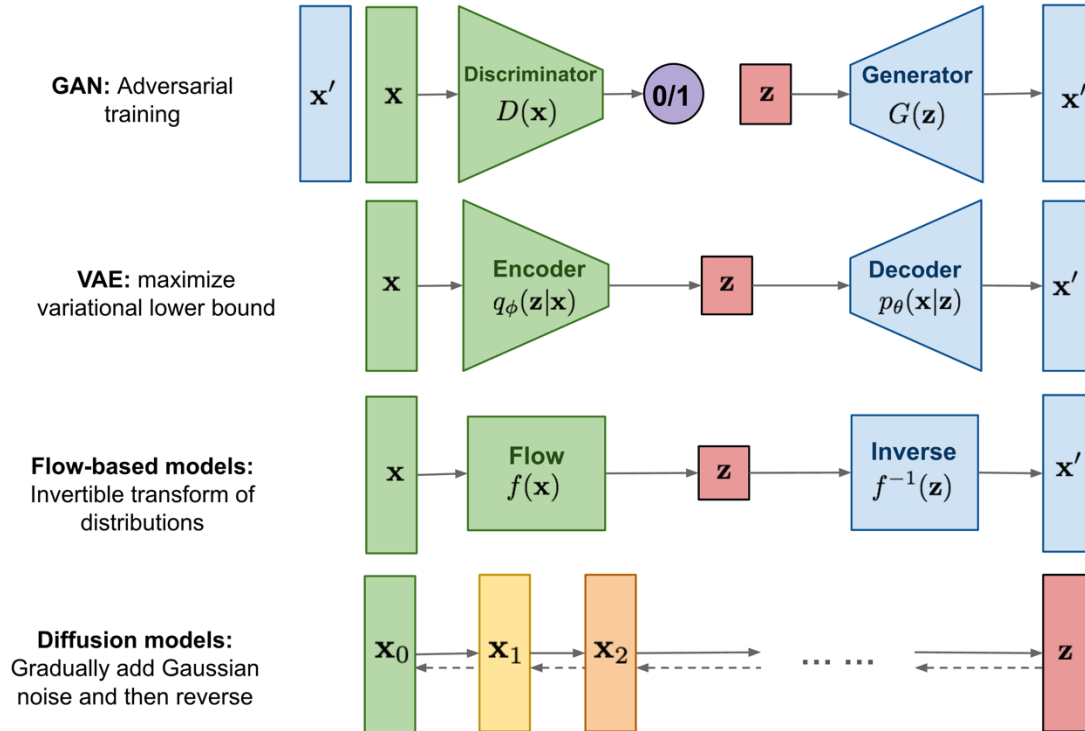 GAN: Adversarial
training
x′
x
Discriminator
D(x)
0/1
z
Generator
G(z)
x′
VAE: maximize
variational lower bound
x
Encoder
qϕ(z|x)
z
Decoder
pθ(x|z)
x′
Flow-based models:
Invertible transform of
distributions
x
Flow
f(x)
z
Inverse
f⁻¹(z)
x′
Diffusion models:
Gradually add Gaussian
noise and then reverse
x₀
x₁
x₂
... ...
z